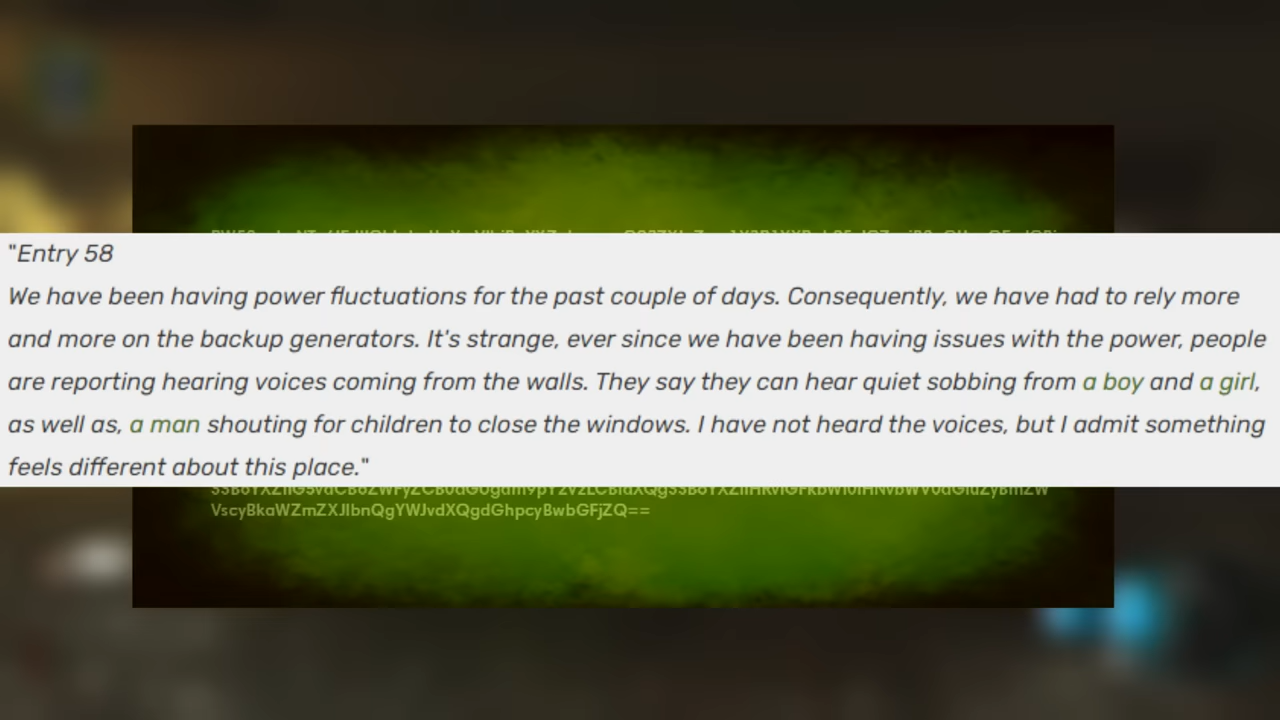 "Entry 58
We have been having power fluctuations for the past couple of days. Consequently, we have had to rely more
and more on the backup generators. It's strange, ever since we have been having issues with the power, people
are reporting hearing voices coming from the walls. They say they can hear quiet sobbing from a boy and a girl,
as well as, a man shouting for children to close the windows. I have not heard the voices, but I admit something
feels different about this place."
VscyBkaWZmZXJlbnQgYWJvdXQgdGhpcyBwbGFjZQ==